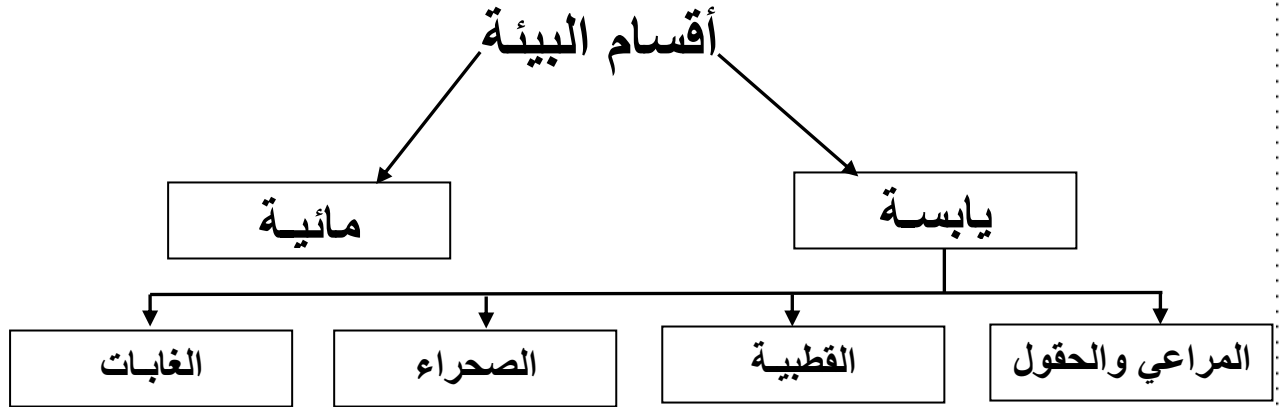 أقسام البيئة
يابسة
مائية
المراعي والحقول
القطبية
الصحراء
الغابات